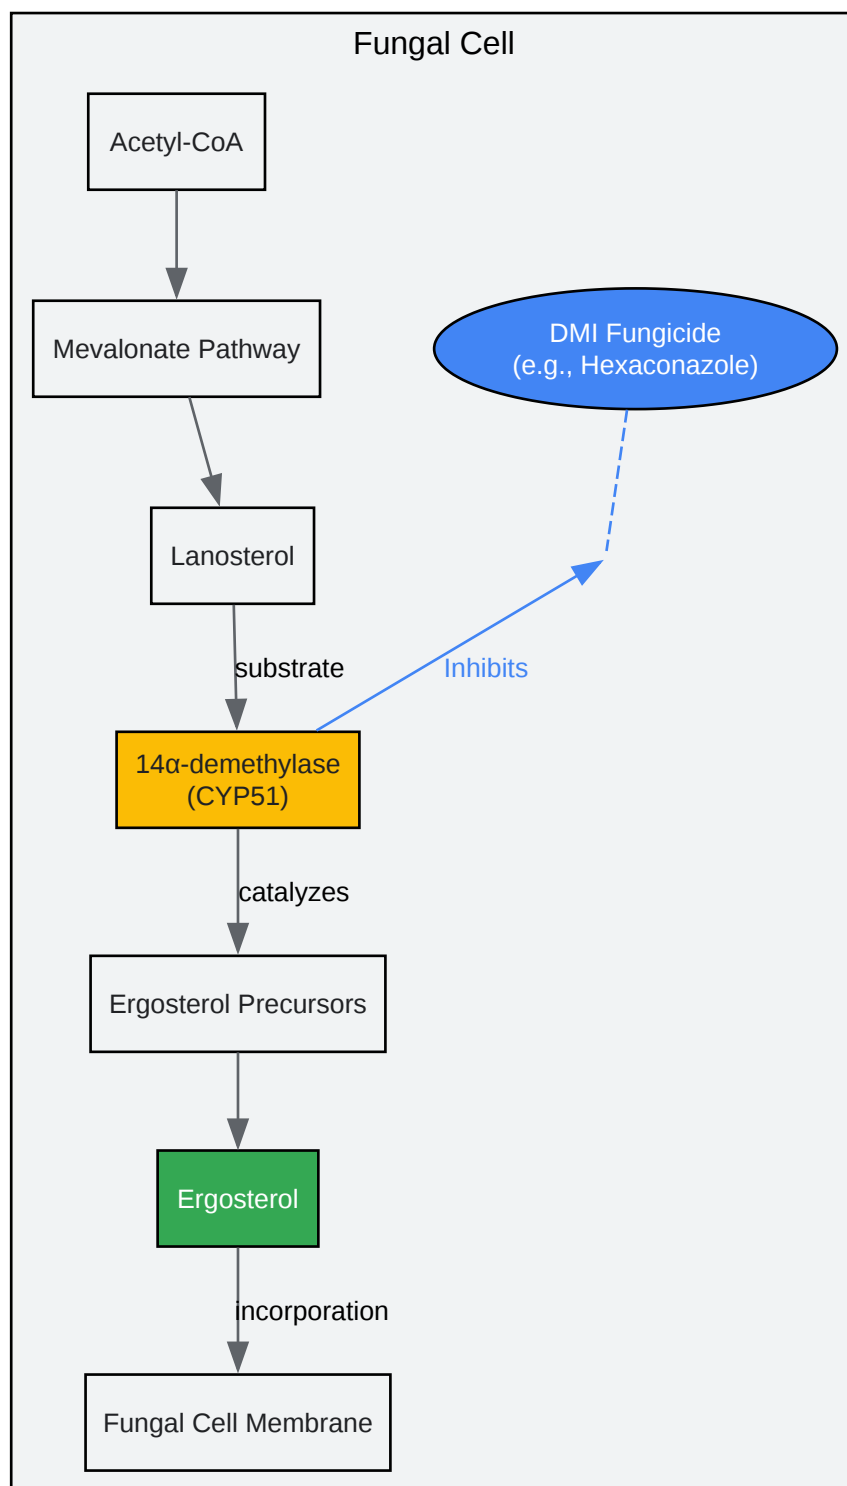 Fungal Cell
Acetyl-CoA
Mevalonate Pathway
DMI Fungicide
(e.g., Hexaconazole)
Lanosterol
substrate
Inhibits
14α-demethylase
(CYP51)
catalyzes
Ergosterol Precursors
Ergosterol
incorporation
Fungal Cell Membrane